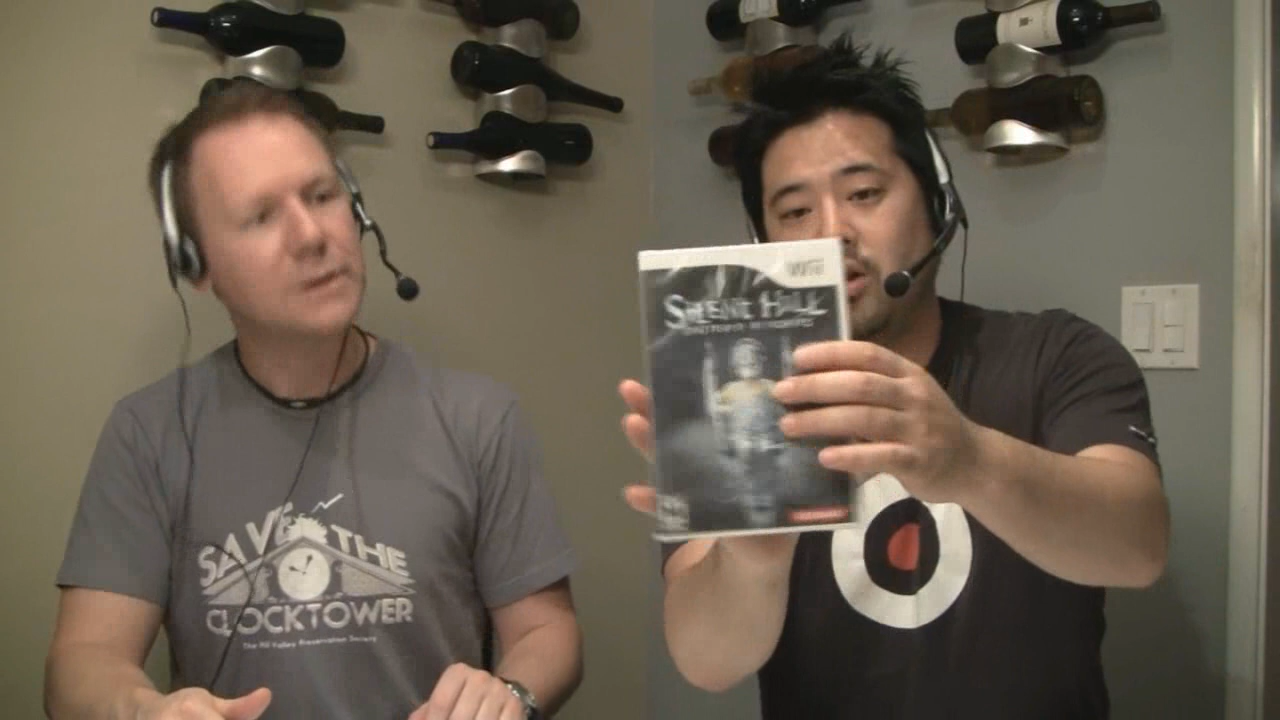 Wii
SILENT HILL
SAVE THE
CLOCKTOWER
The Hill Valley Preservation Society